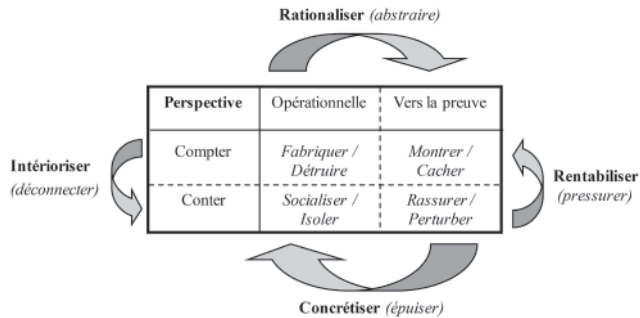 Rationaliser (abstraire)
Perspective Opérationnelle Vers la preuve
Compter Fabriquer / Détruire Montrer / Cacher
Intérioriser (déconnecter)
Rentabiliser (pressurer)
Conter Socialiser / Isoler Rassurer / Perturber
Concrétiser (épuiser)